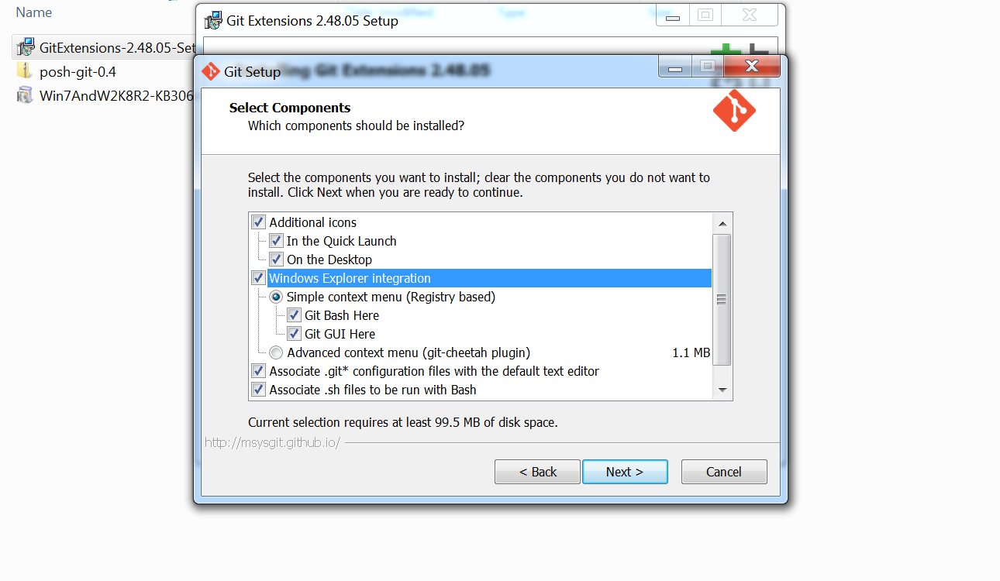 Name
Git Extensions 2.48.05 Setup
GitExtensions-2.48.05-Set
posh-git-0.4
Win7AndW2K8R2-KB306
Git Setup
ing Git Extensions 2.48.05
Select Components
Which components should be installed?
Select the components you want to install; clear the components you do not want to
install. Click Next when you are ready to continue.
Additional icons
In the Quick Launch
On the Desktop
Windows Explorer integration
Simple context menu (Registry based)
Git Bash Here
Git GUI Here
Advanced context menu (git-cheetah plugin) 1.1 MB
Associate .git* configuration files with the default text editor
Associate .sh files to be run with Bash
Current selection requires at least 99.5 MB of disk space.
http://msysgit.github.io/
< Back Next > Cancel